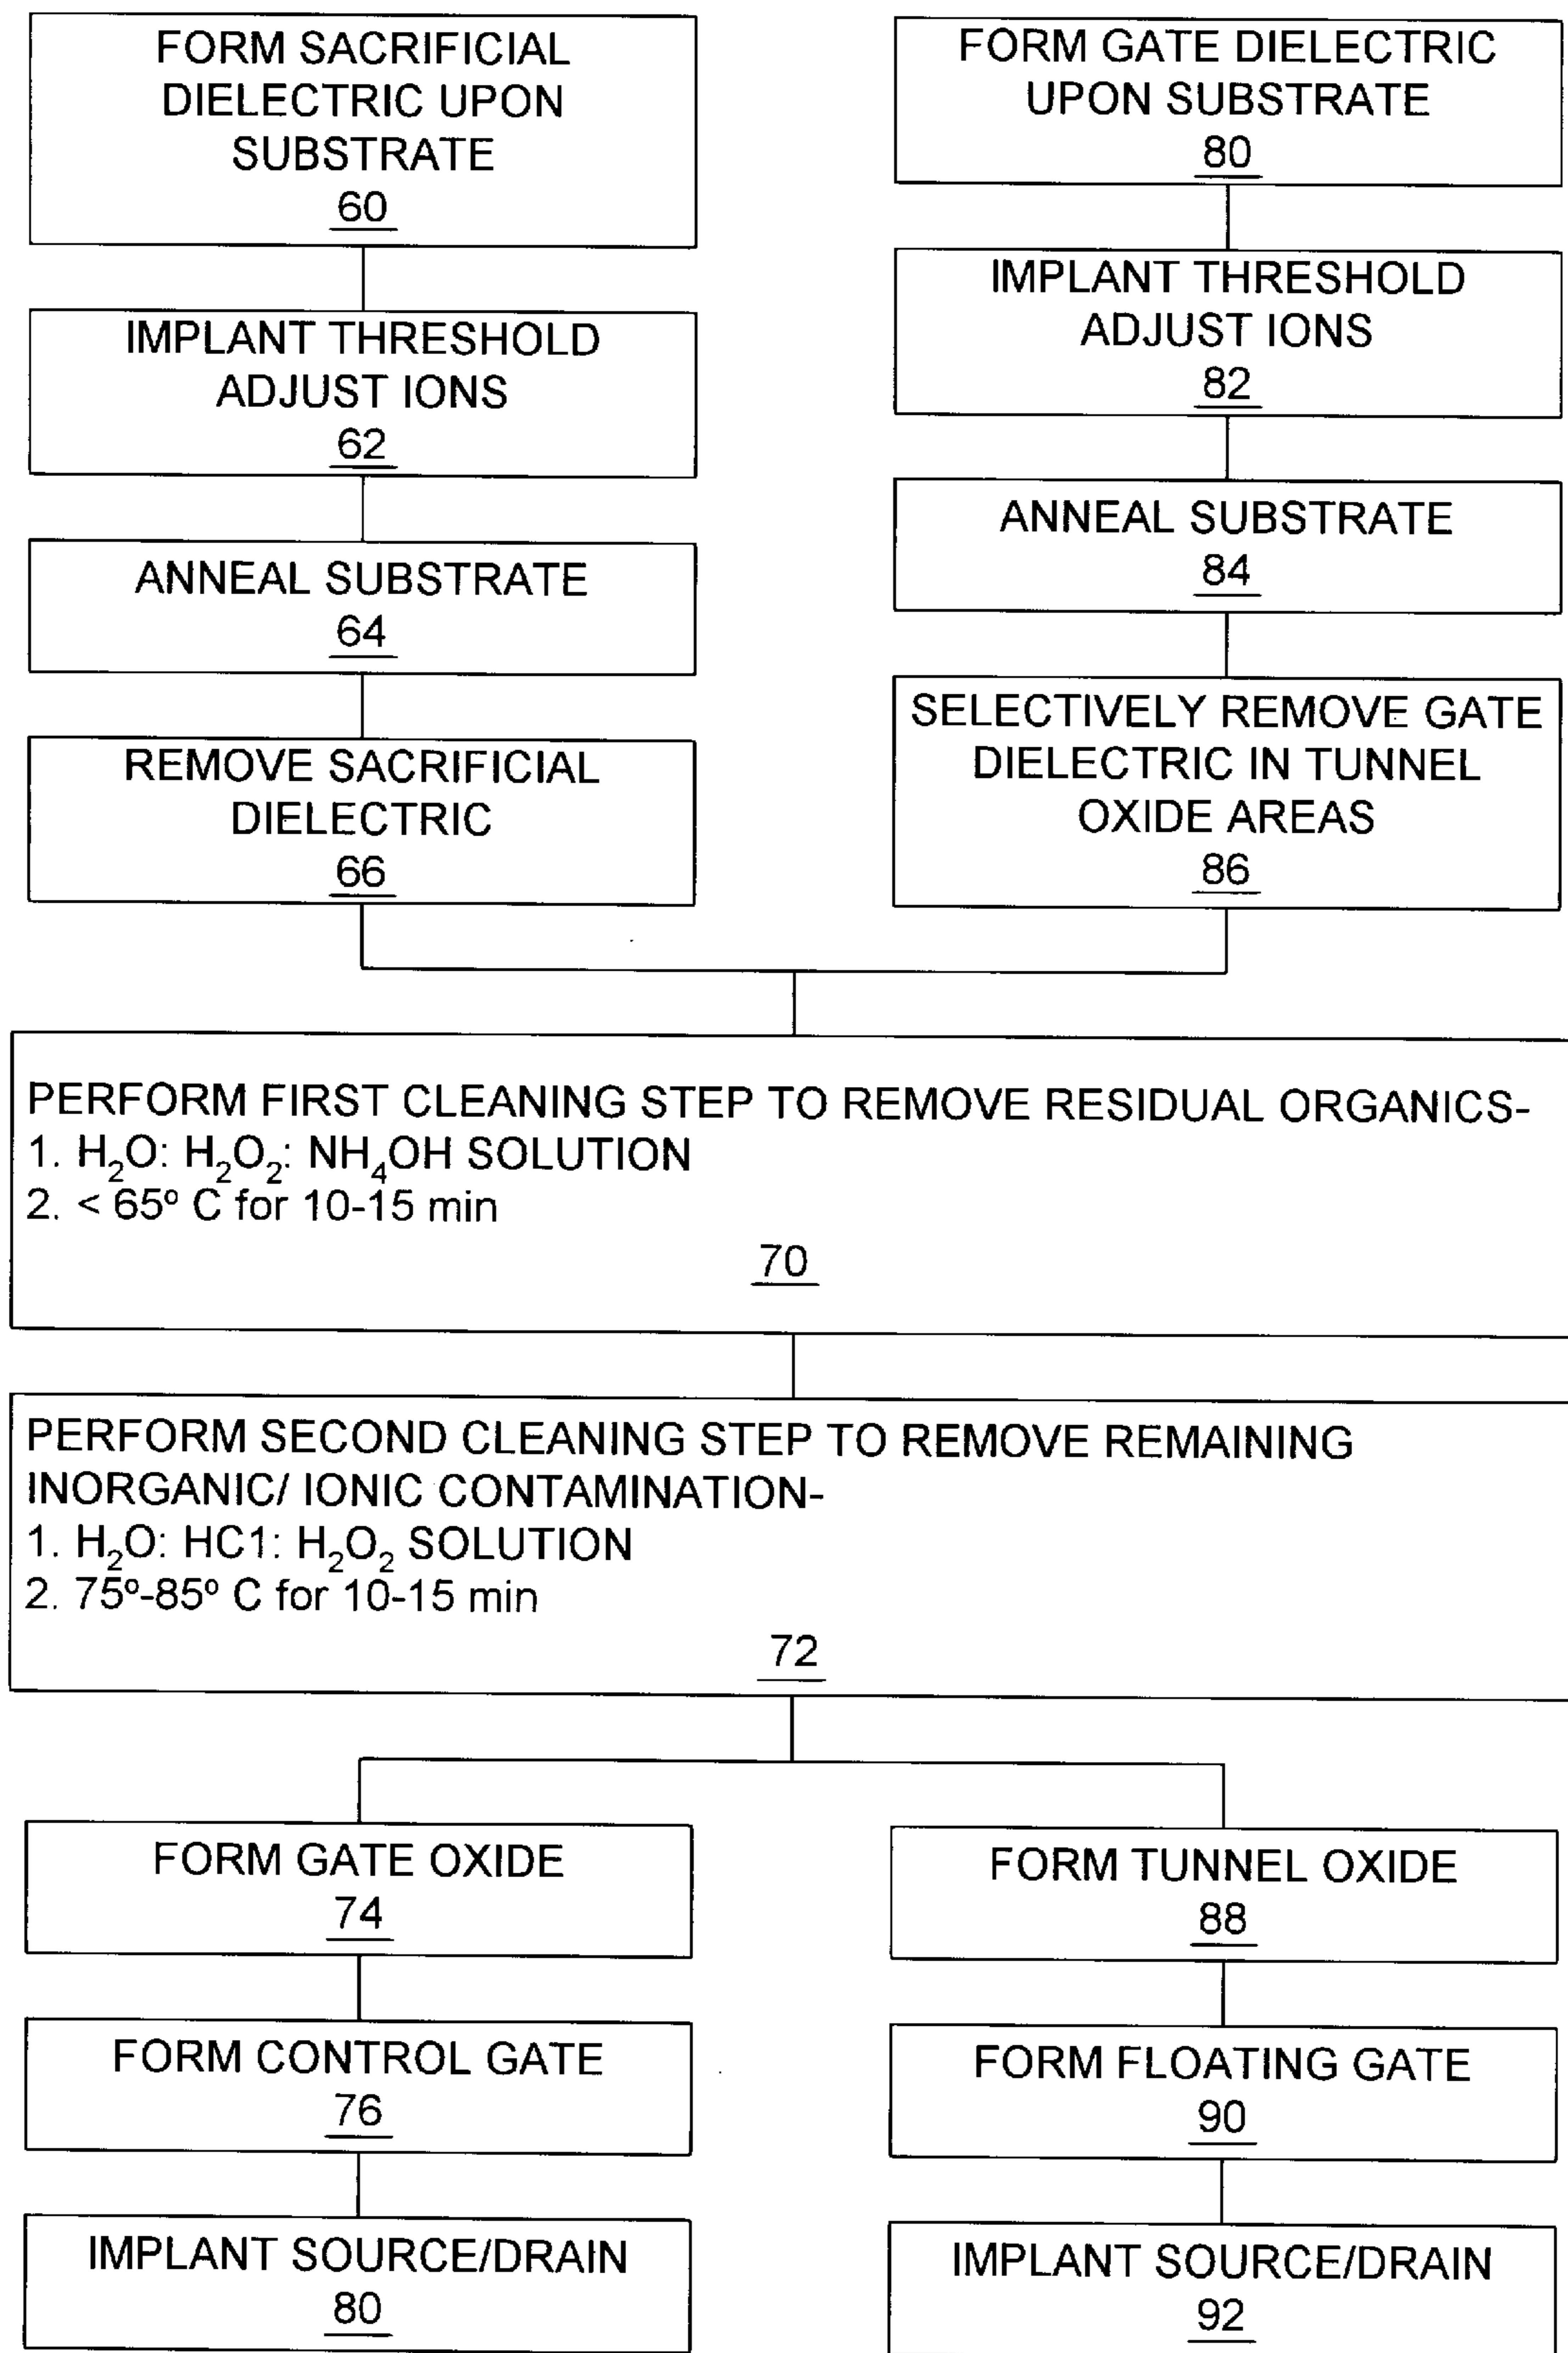 FORM SACRIFICIAL
DIELECTRIC UPON
SUBSTRATE
60
IMPLANT THRESHOLD
ADJUST IONS
62
ANNEAL SUBSTRATE
64
REMOVE SACRIFICIAL
DIELECTRIC
66
FORM GATE DIELECTRIC
UPON SUBSTRATE
80
IMPLANT THRESHOLD
ADJUST IONS
82
ANNEAL SUBSTRATE
84
SELECTIVELY REMOVE GATE
DIELECTRIC IN TUNNEL
OXIDE AREAS
86
PERFORM FIRST CLEANING STEP TO REMOVE RESIDUAL ORGANICS-
1. H₂O: H₂O₂: NH₄OH SOLUTION
2. < 65º C for 10-15 min
70
PERFORM SECOND CLEANING STEP TO REMOVE REMAINING
INORGANIC/ IONIC CONTAMINATION-
1. H₂O: HC1: H₂O₂ SOLUTION
2. 75º-85º C for 10-15 min
72
FORM GATE OXIDE
74
FORM CONTROL GATE
76
IMPLANT SOURCE/DRAIN
80
FORM TUNNEL OXIDE
88
FORM FLOATING GATE
90
IMPLANT SOURCE/DRAIN
92